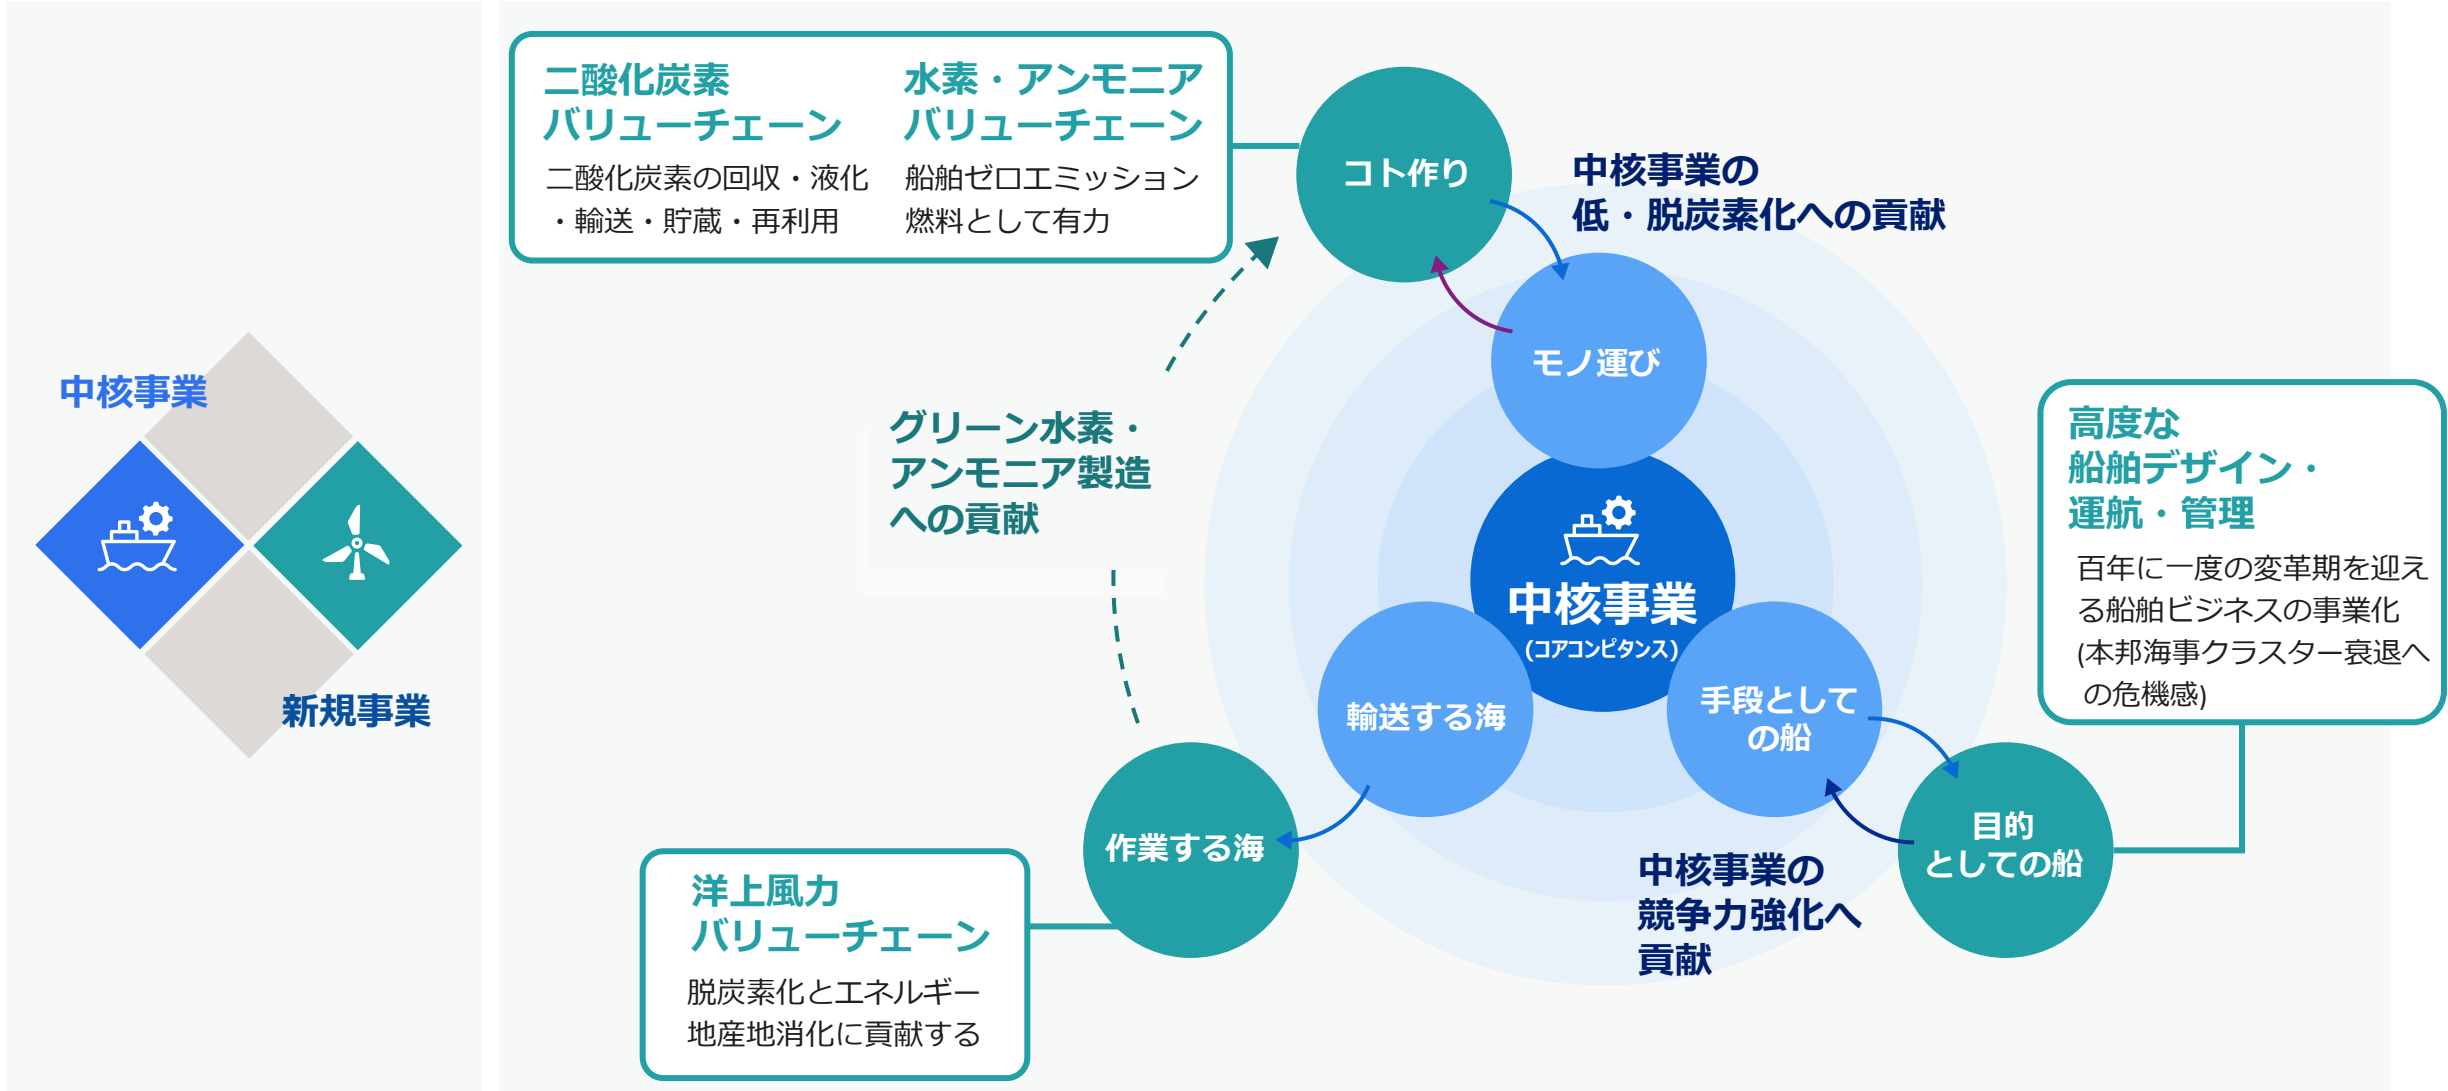 中核事業
新規事業
二酸化炭素
バリューチェーン
二酸化炭素の回収・液化
・輸送・貯蔵・再利用
水素・アンモニア
バリューチェーン
船舶ゼロエミッション
燃料として有力
コト作り
中核事業の
低・脱炭素化への貢献
モノ運び
グリーン水素・
アンモニア製造
への貢献
中核事業
(コアコンピタンス)
輸送する海
手段として
の船
高度な
船舶デザイン・
運航・管理
百年に一度の変革期を迎え
る船舶ビジネスの事業化
(本邦海事クラスター衰退へ
の危機感)
作業する海
目的
としての船
中核事業の
競争力強化へ
貢献
洋上風力
バリューチェーン
脱炭素化とエネルギー
地産地消化に貢献する